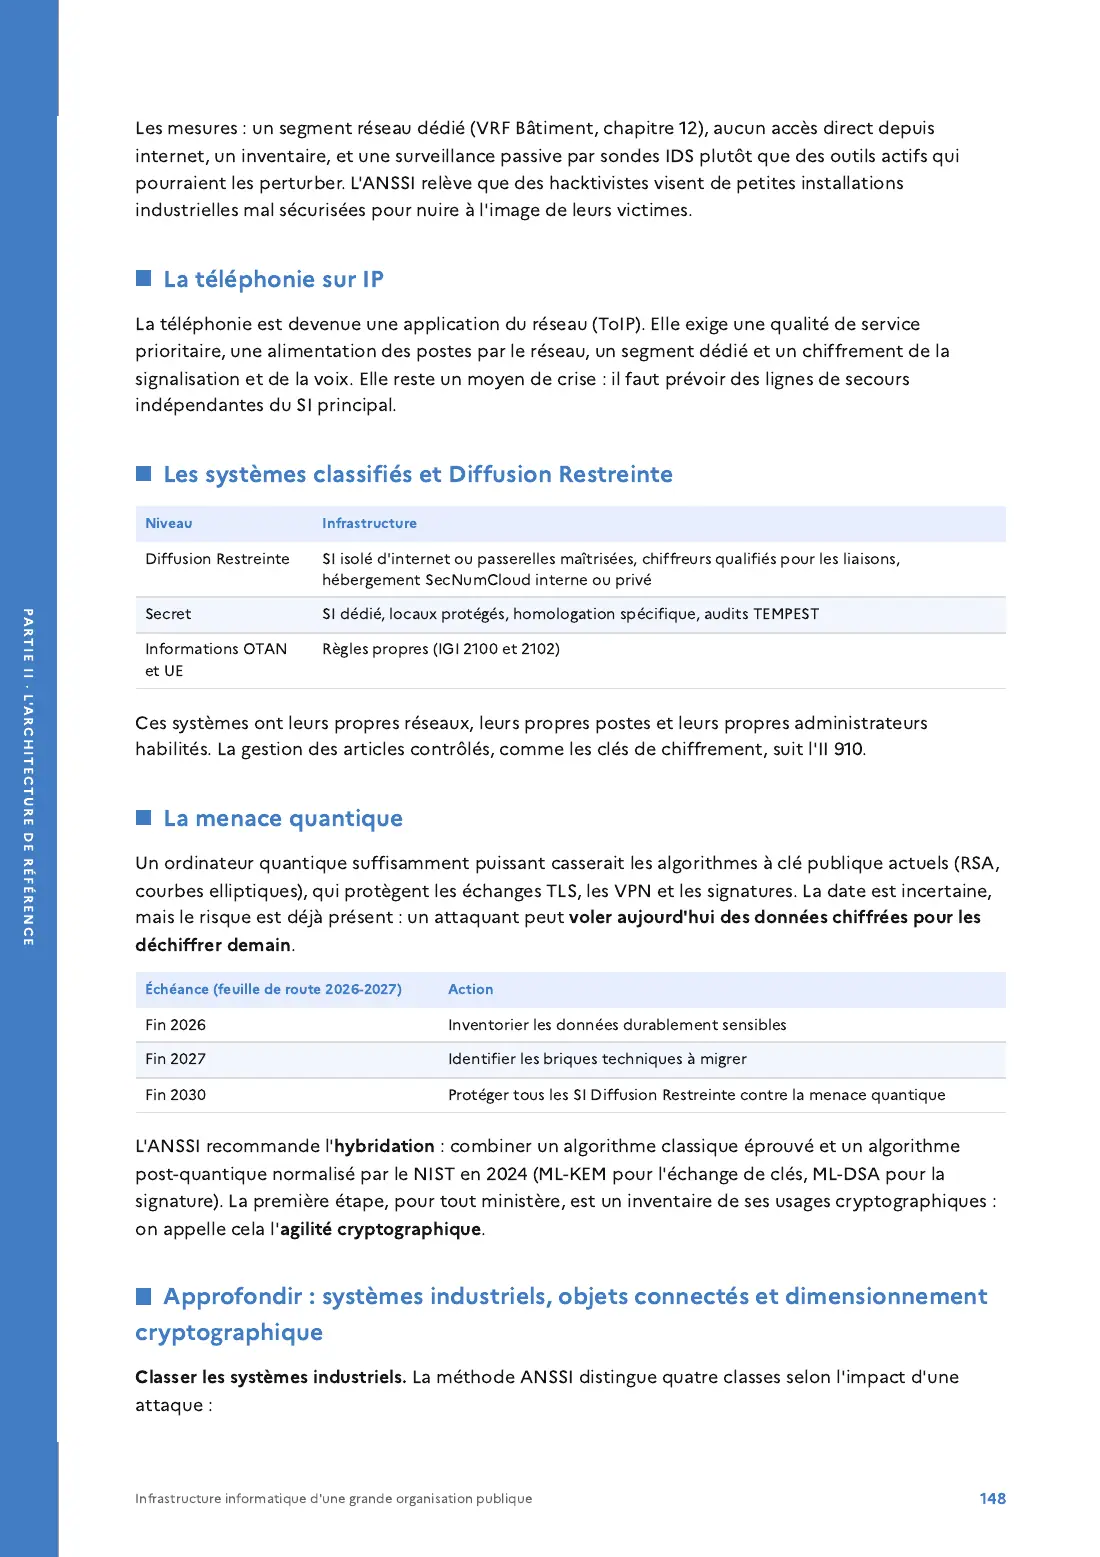 Les mesures : un segment réseau dédié (VRF Bâtiment, chapitre 12), aucun accès direct depuis
internet, un inventaire, et une surveillance passive par sondes IDS plutôt que des outils actifs qui
pourraient les perturber. L'ANSSI relève que des hacktivistes visent de petites installations
industrielles mal sécurisées pour nuire à l'image de leurs victimes.
La téléphonie sur IP
La téléphonie est devenue une application du réseau (ToIP). Elle exige une qualité de service
prioritaire, une alimentation des postes par le réseau, un segment dédié et un chiffrement de la
signalisation et de la voix. Elle reste un moyen de crise : il faut prévoir des lignes de secours
indépendantes du SI principal.
Les systèmes classifiés et Diffusion Restreinte
Niveau Infrastructure
Diffusion Restreinte SI isolé d'internet ou passerelles maîtrisées, chiffreurs qualifiés pour les liaisons,
hébergement SecNumCloud interne ou privé
Secret SI dédié, locaux protégés, homologation spécifique, audits TEMPEST
Informations OTAN Règles propres (IGI 2100 et 2102)
et UE
Ces systèmes ont leurs propres réseaux, leurs propres postes et leurs propres administrateurs
habilités. La gestion des articles contrôlés, comme les clés de chiffrement, suit l'II 910.
La menace quantique
Un ordinateur quantique suffisamment puissant casserait les algorithmes à clé publique actuels (RSA,
courbes elliptiques), qui protègent les échanges TLS, les VPN et les signatures. La date est incertaine,
mais le risque est déjà présent : un attaquant peut voler aujourd'hui des données chiffrées pour les
déchiffrer demain.
Échéance (feuille de route 2026-2027) Action
Fin 2026 Inventorier les données durablement sensibles
Fin 2027 Identifier les briques techniques à migrer
Fin 2030 Protéger tous les SI Diffusion Restreinte contre la menace quantique
L'ANSSI recommande l'hybridation : combiner un algorithme classique éprouvé et un algorithme
post-quantique normalisé par le NIST en 2024 (ML-KEM pour l'échange de clés, ML-DSA pour la
signature). La première étape, pour tout ministère, est un inventaire de ses usages cryptographiques :
on appelle cela l'agilité cryptographique.
Approfondir : systèmes industriels, objets connectés et dimensionnement
cryptographique
Classer les systèmes industriels. La méthode ANSSI distingue quatre classes selon l'impact d'une
attaque :
PARTIE II · L'ARCHITECTURE DE RÉFÉRENCE
Infrastructure informatique d'une grande organisation publique 148